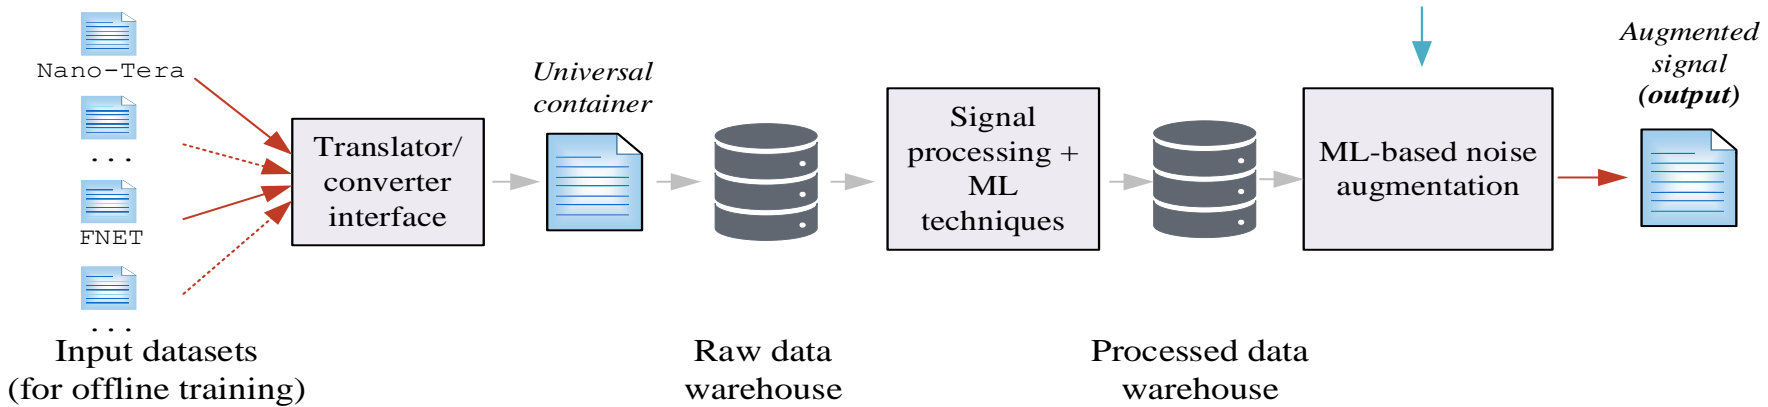 Nano-Tera
...
FNET
...
Input datasets
(for offline training)
Translator/
converter
interface
Universal
container
Raw data
warehouse
Signal
processing +
ML
techniques
Processed data
warehouse
ML-based noise
augmentation
Augmented
signal
(output)